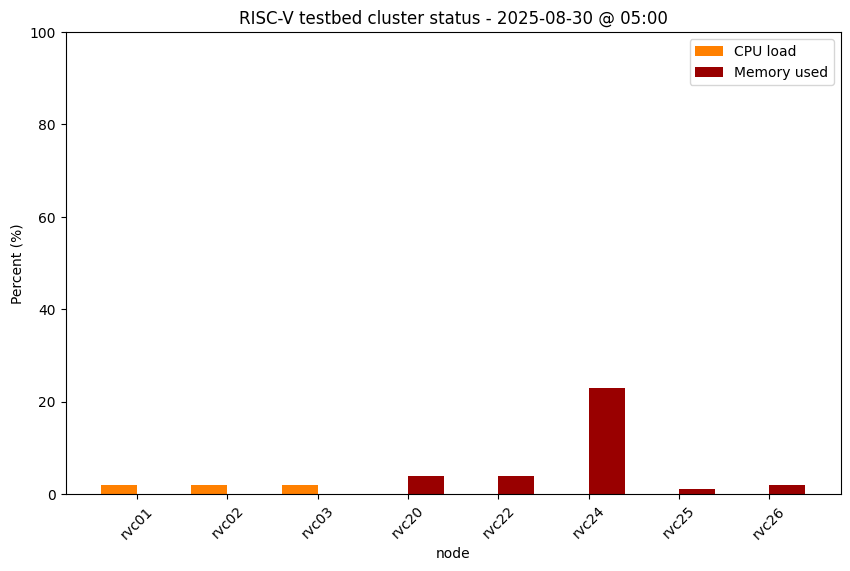 RISC-V testbed cluster status - 2025-08-30 @ 05:00
CPU load
Memory used
Percent (%)
100
80
60
40
20
0
rvc01
rvc02
rvc03
rvc20
rvc22
rvc24
rvc25
rvc26
node